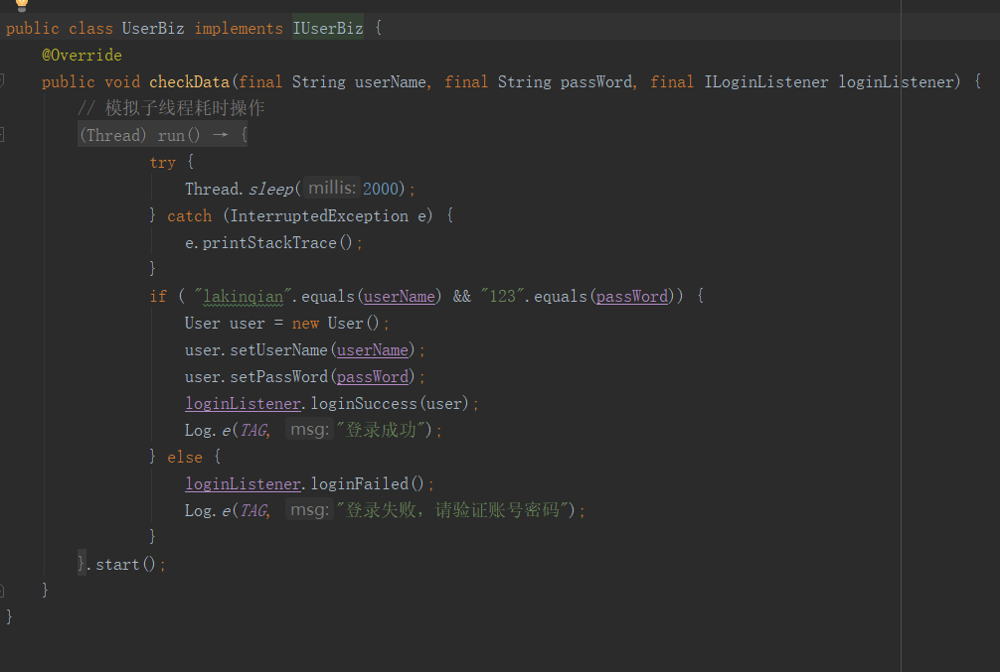 public class UserBiz implements IUserBiz {
@Override
public void checkData(final String userName, final String passWord, final ILoginListener loginListener) {
// 模拟子线程耗时操作
(Thread) run() → {
try {
Thread.sleep( millis: 2000);
} catch (InterruptedException e) {
e.printStackTrace();
}
if ( "lakinqian".equals(userName) && "123".equals(passWord)) {
User user = new User();
user.setUserName(userName);
user.setPassWord(passWord);
loginListener.loginSuccess(user);
Log.e(TAG, msg: "登录成功");
} else {
loginListener.loginFailed();
Log.e(TAG, msg: "登录失败，请验证账号密码");
}
}.start();
}
}